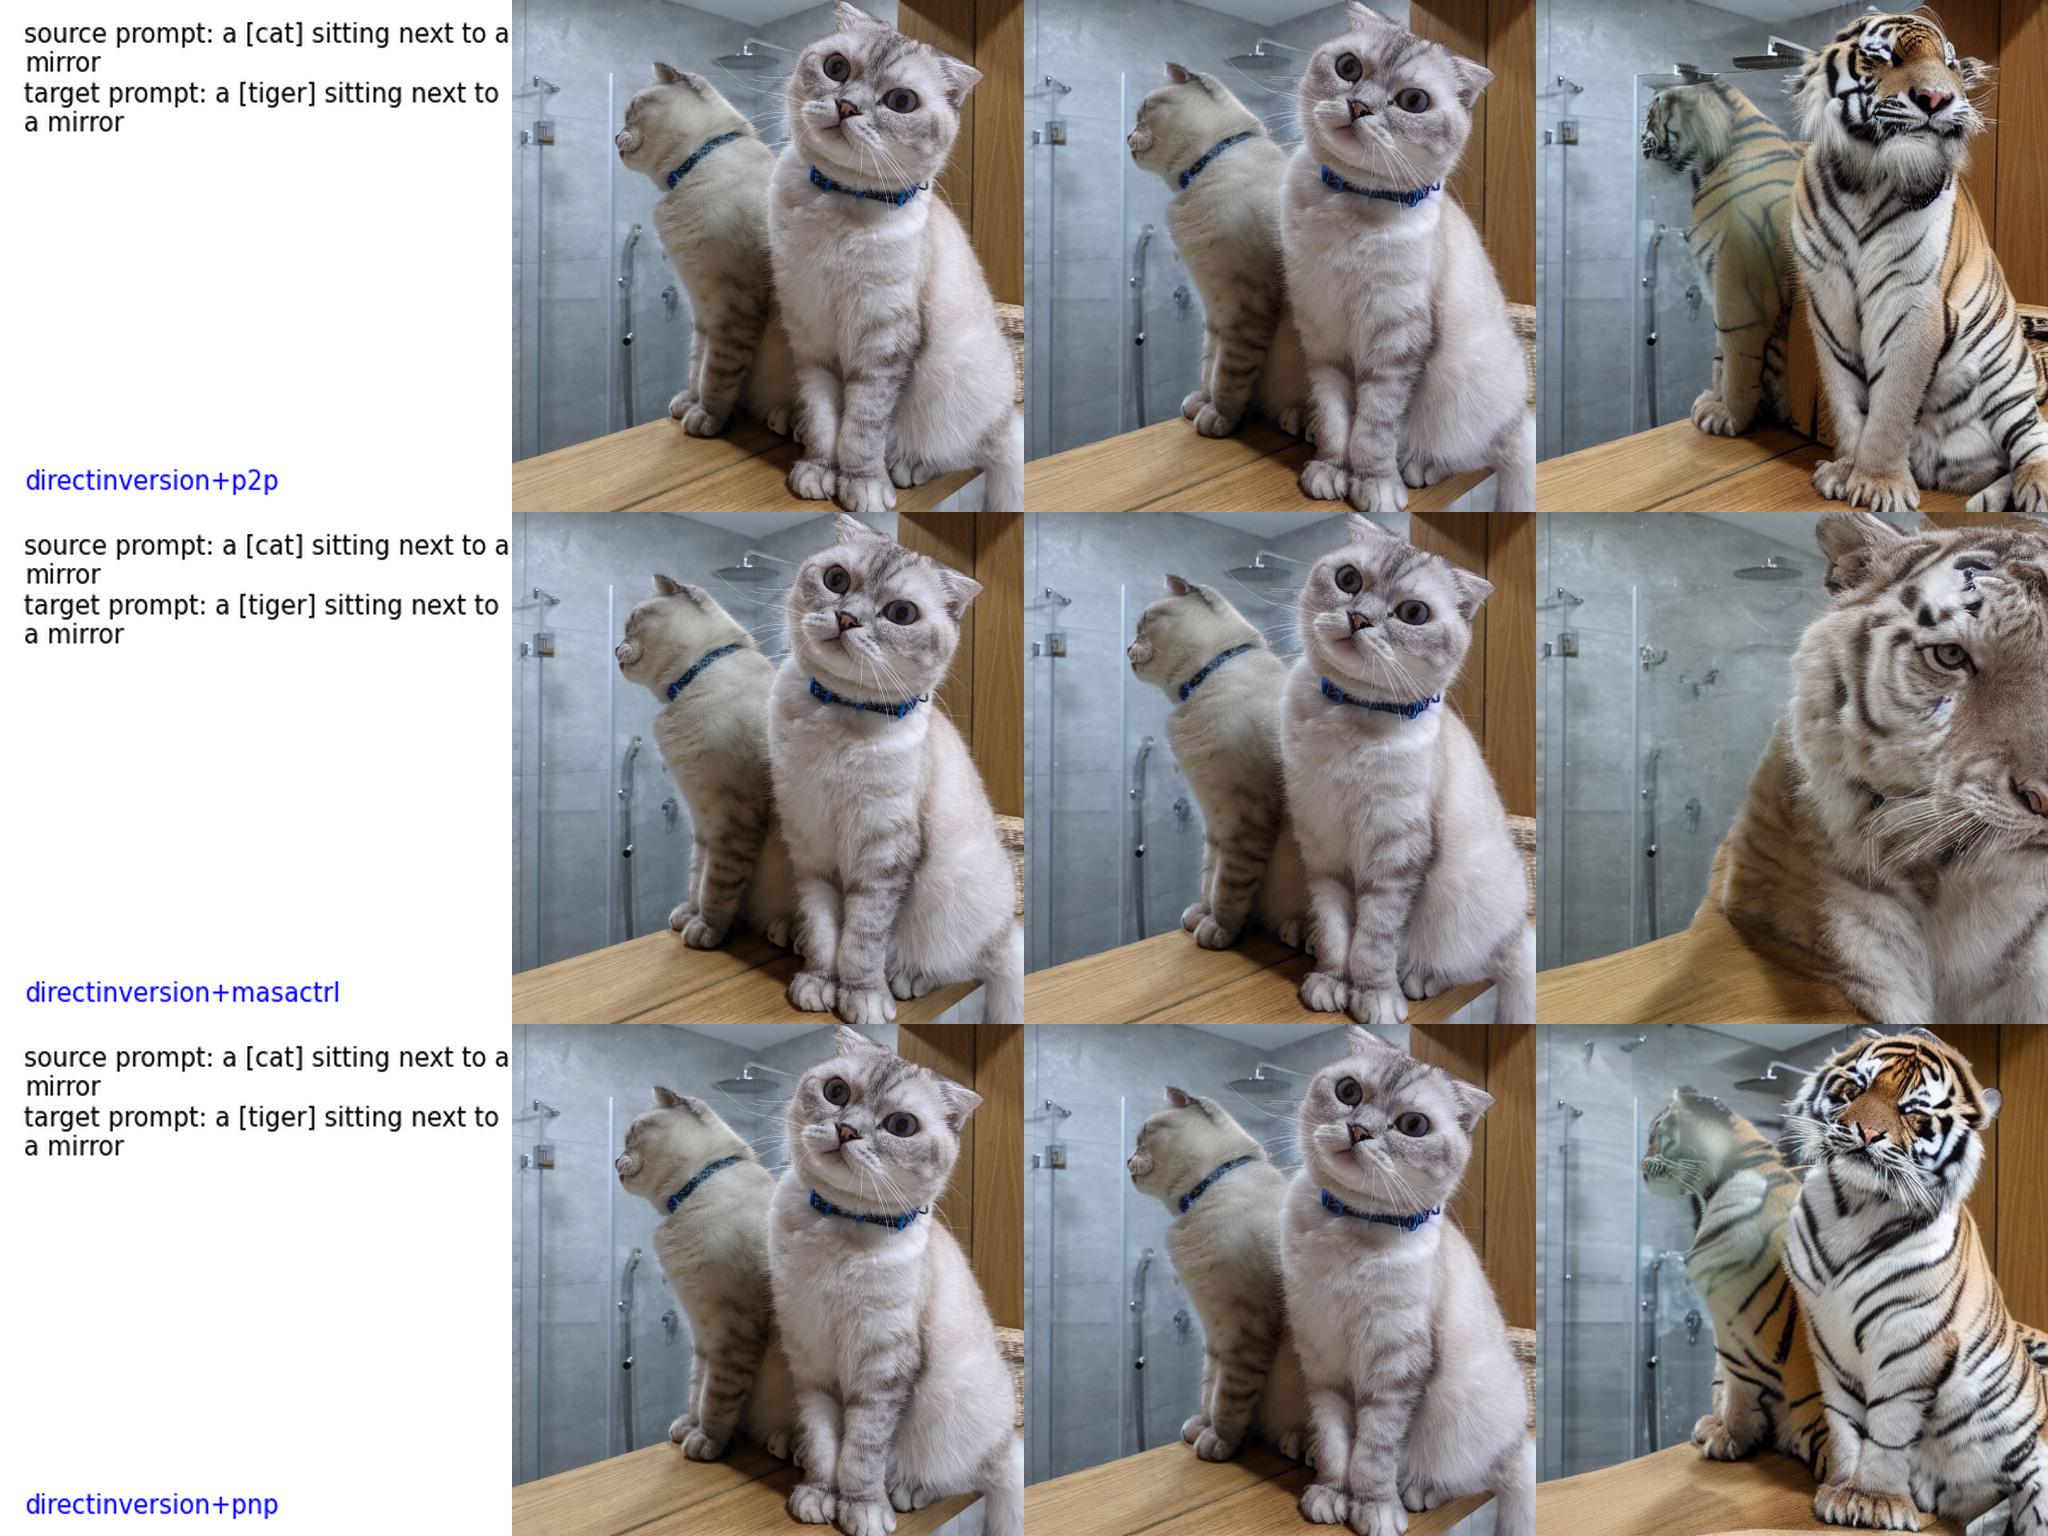 source prompt: a [cat] sitting next to a
mirror
target prompt: a [tiger] sitting next to
a mirror
directinversion+p2p
source prompt: a [cat] sitting next to a
mirror
target prompt: a [tiger] sitting next to
a mirror
directinversion+masactrl
source prompt: a [cat] sitting next to a
mirror
target prompt: a [tiger] sitting next to
a mirror
directinversion+pnp